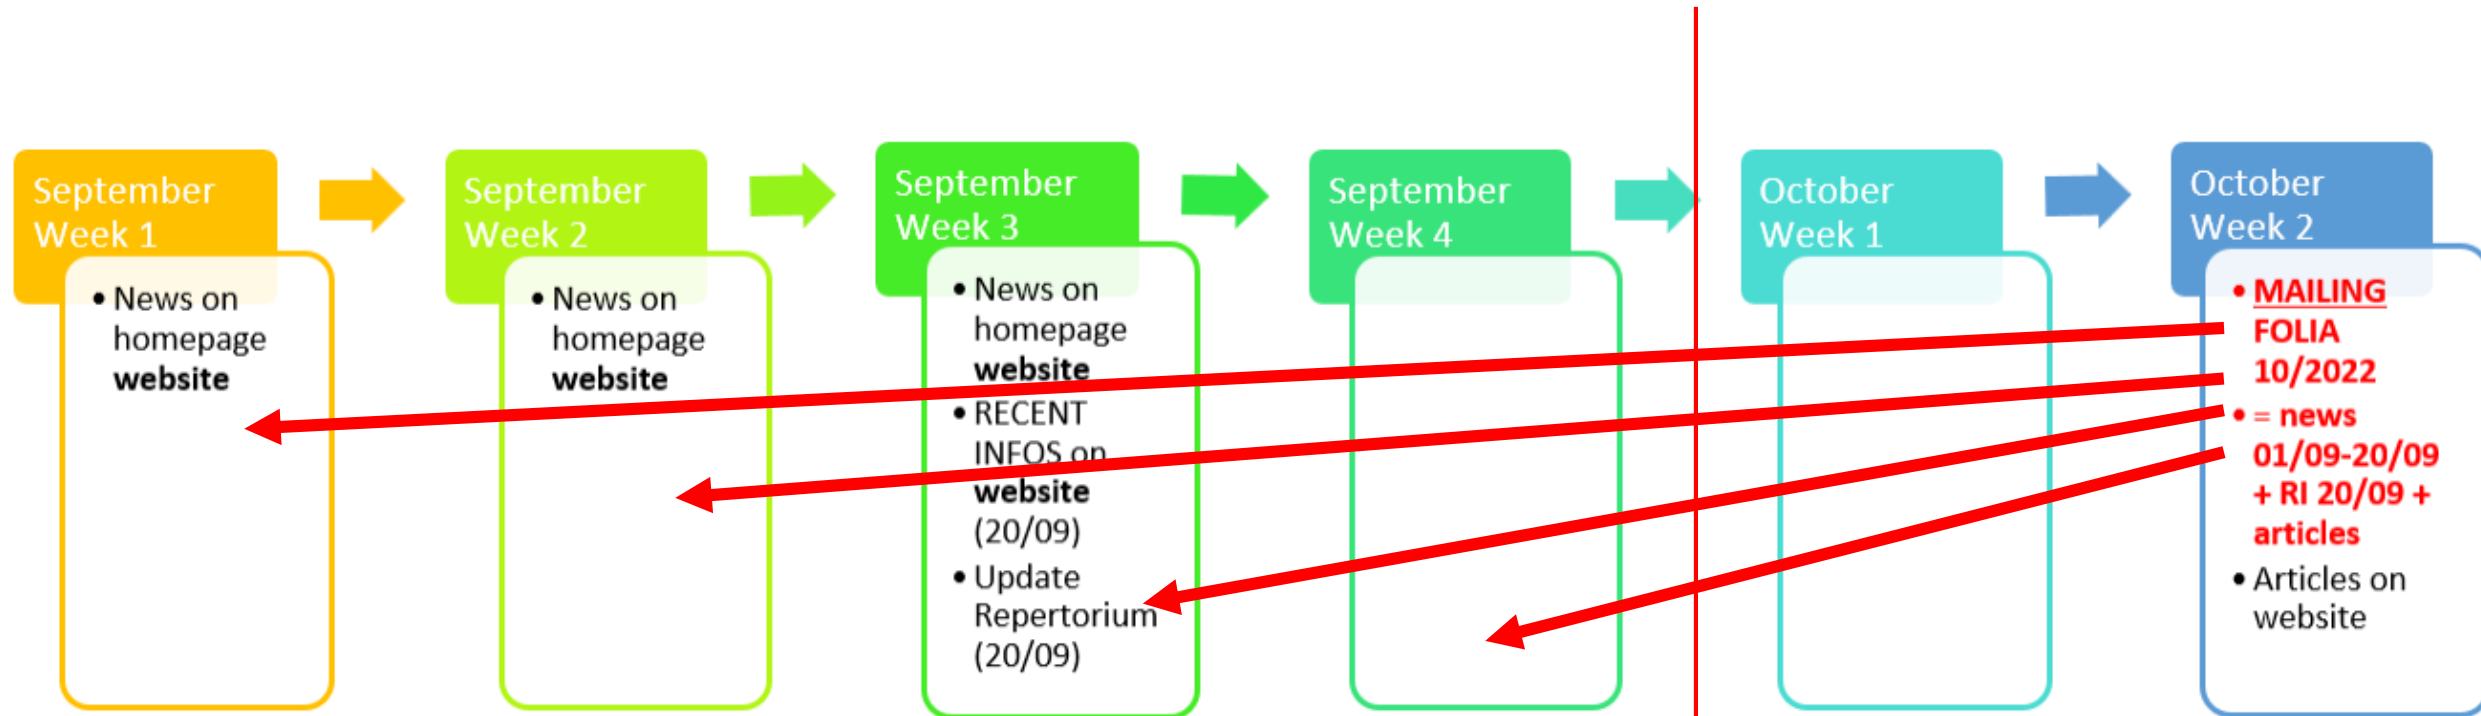 September
Week 1
• News on
homepage
website
September
Week 2
• News on
homepage
website
September
Week 3
• News on
homepage
website
• RECENT
INFOS on
website
(20/09)
• Update
Repertorium
(20/09)
September
Week 4
October
Week 1
October
Week 2
• MAILING
FOLIA
10/2022
• = news
01/09-20/09
+ RI 20/09 +
articles
• Articles on
website